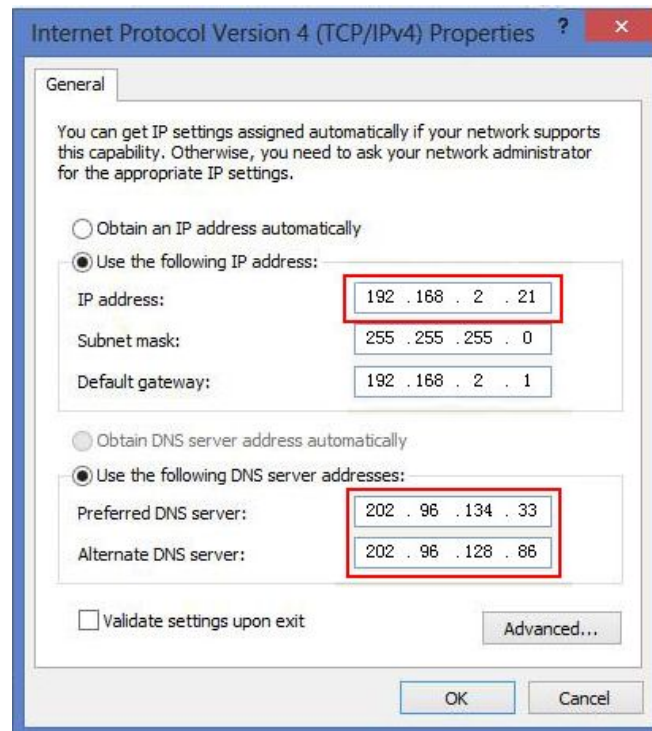 Internet Protocol Version 4 (TCP/IPv4) Properties ? ×
General
You can get IP settings assigned automatically if your network supports
this capability. Otherwise, you need to ask your network administrator
for the appropriate IP settings.
Obtain an IP address automatically
Use the following IP address:
IP address: 192 . 168 . 2 . 21
Subnet mask: 255 . 255 . 255 . 0
Default gateway: 192 . 168 . 2 . 1
Obtain DNS server address automatically
Use the following DNS server addresses:
Preferred DNS server: 202 . 96 . 134 . 33
Alternate DNS server: 202 . 96 . 128 . 86
Validate settings upon exit
Advanced...
OK Cancel